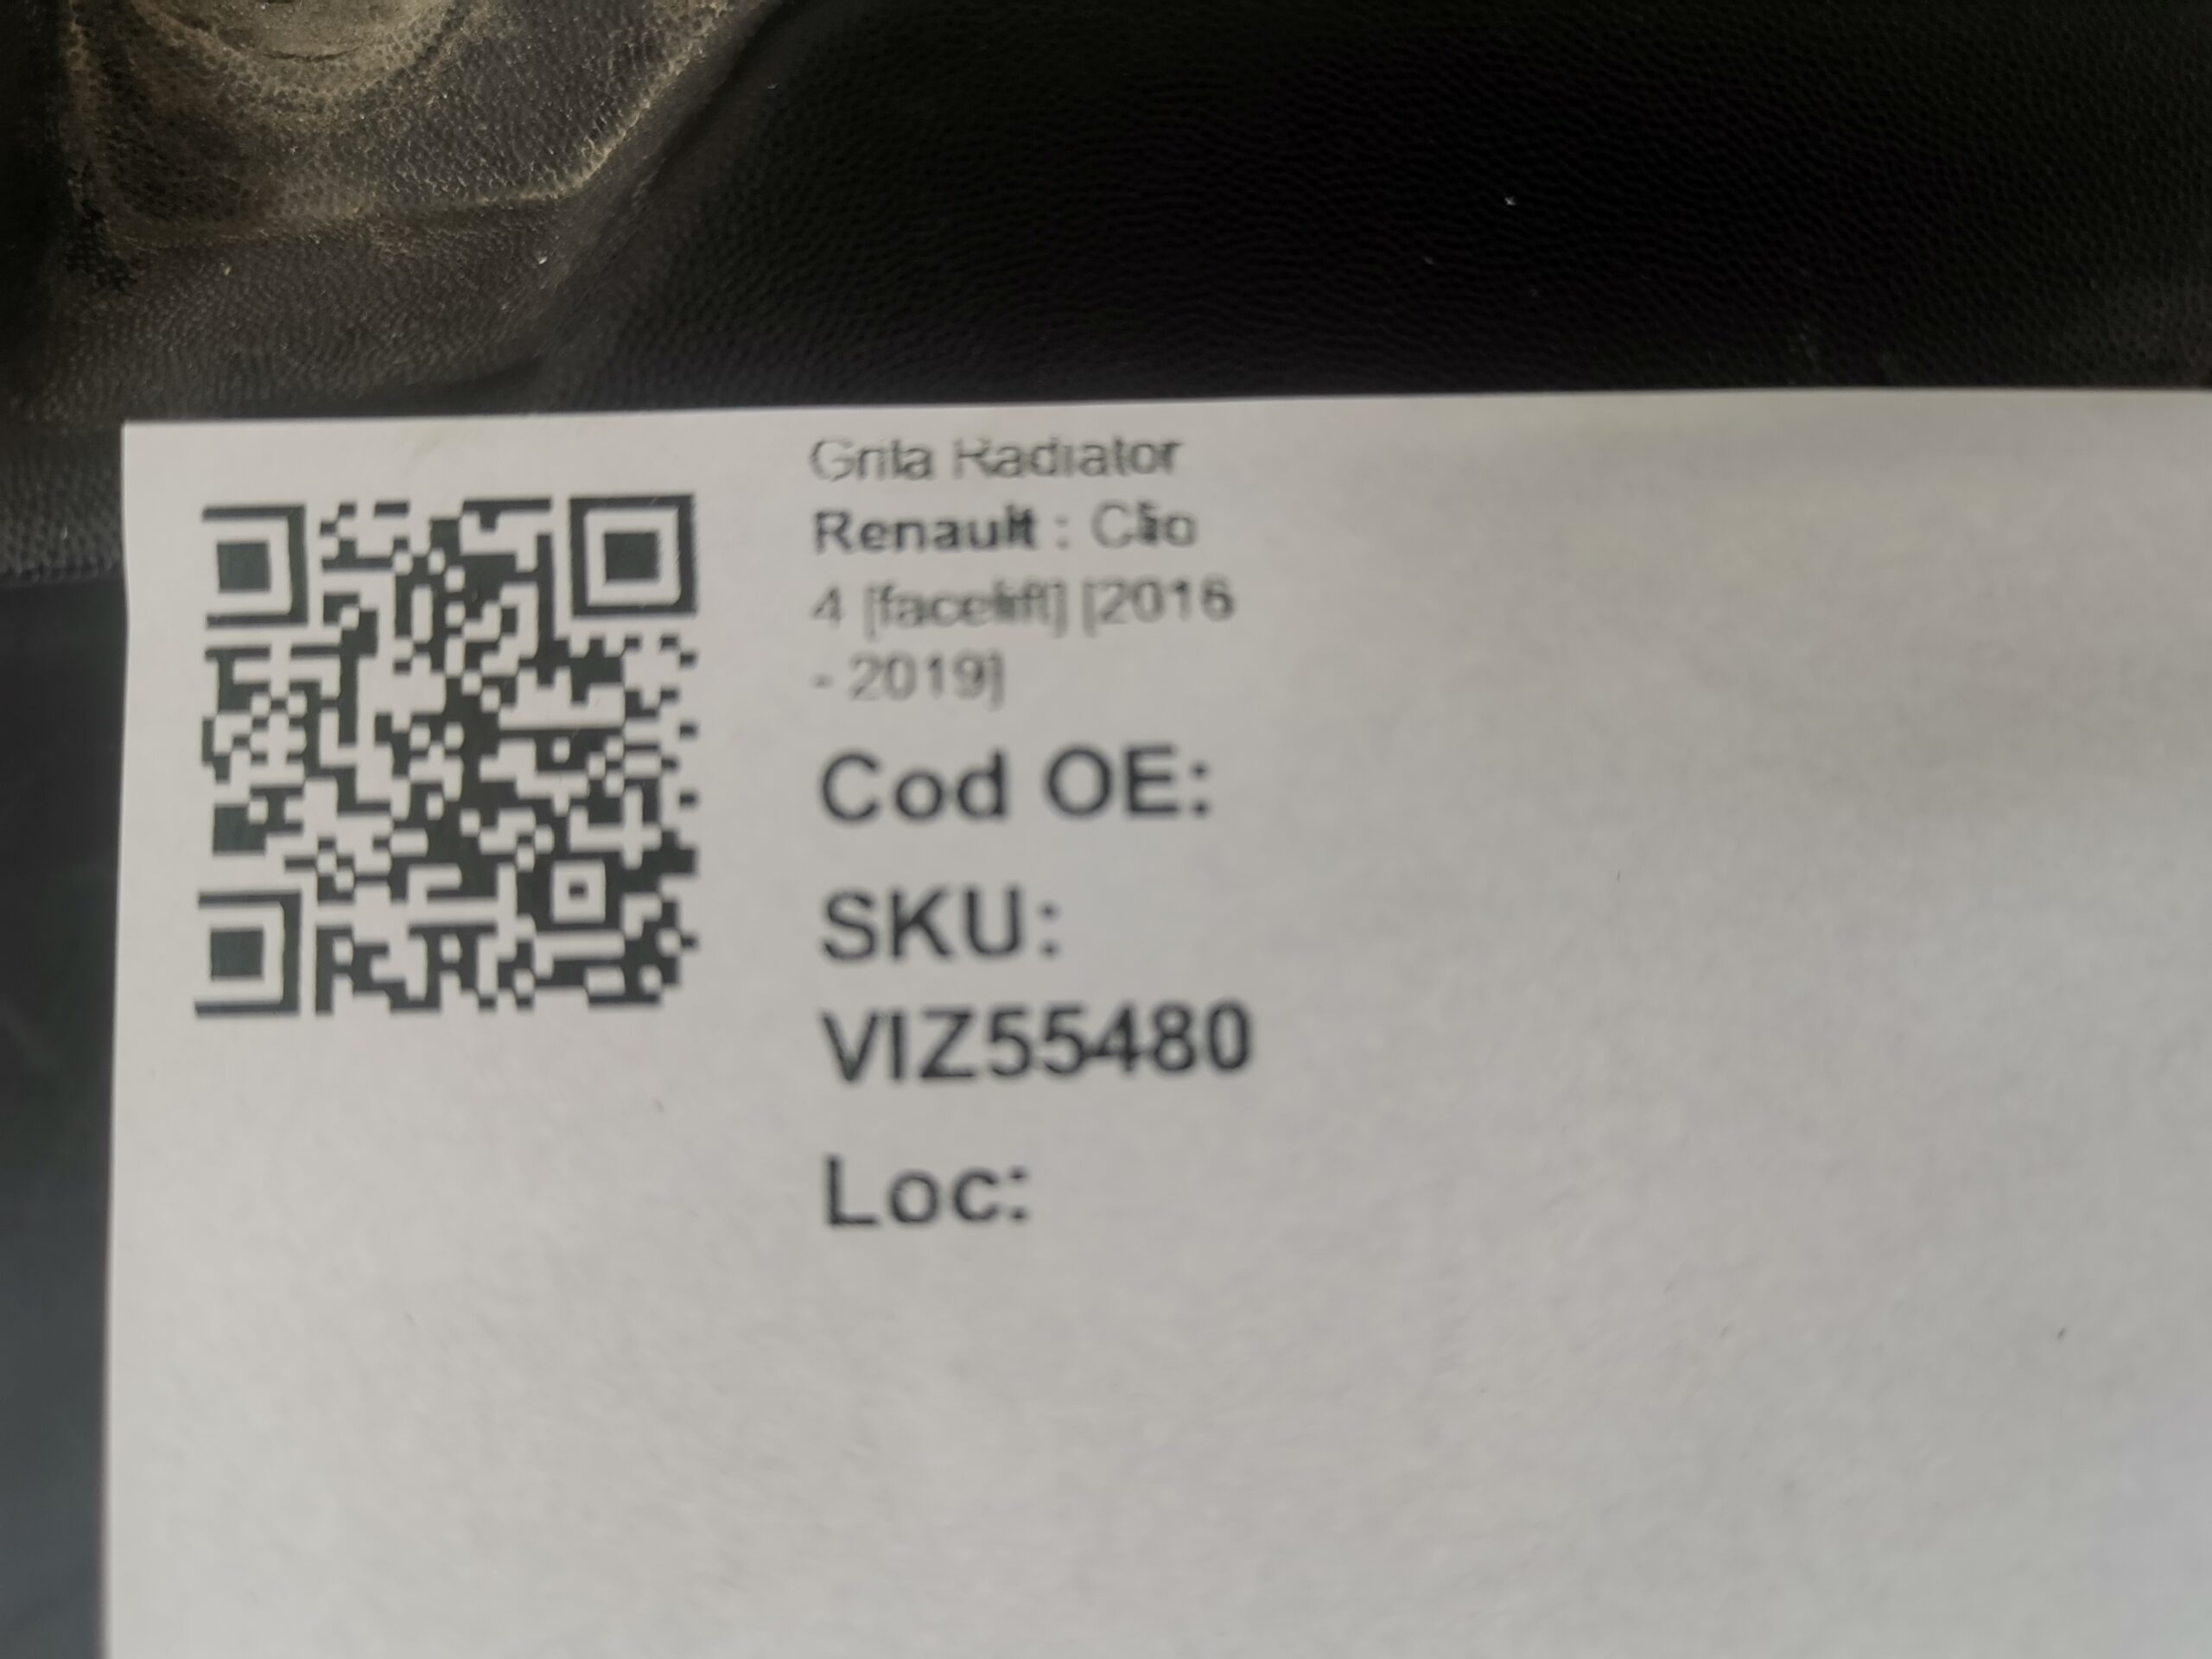 Grila Radiator
Renault : Clio
4 [facelift] [2016
- 2019]
Cod OE:
SKU:
VIZ55480
Loc: